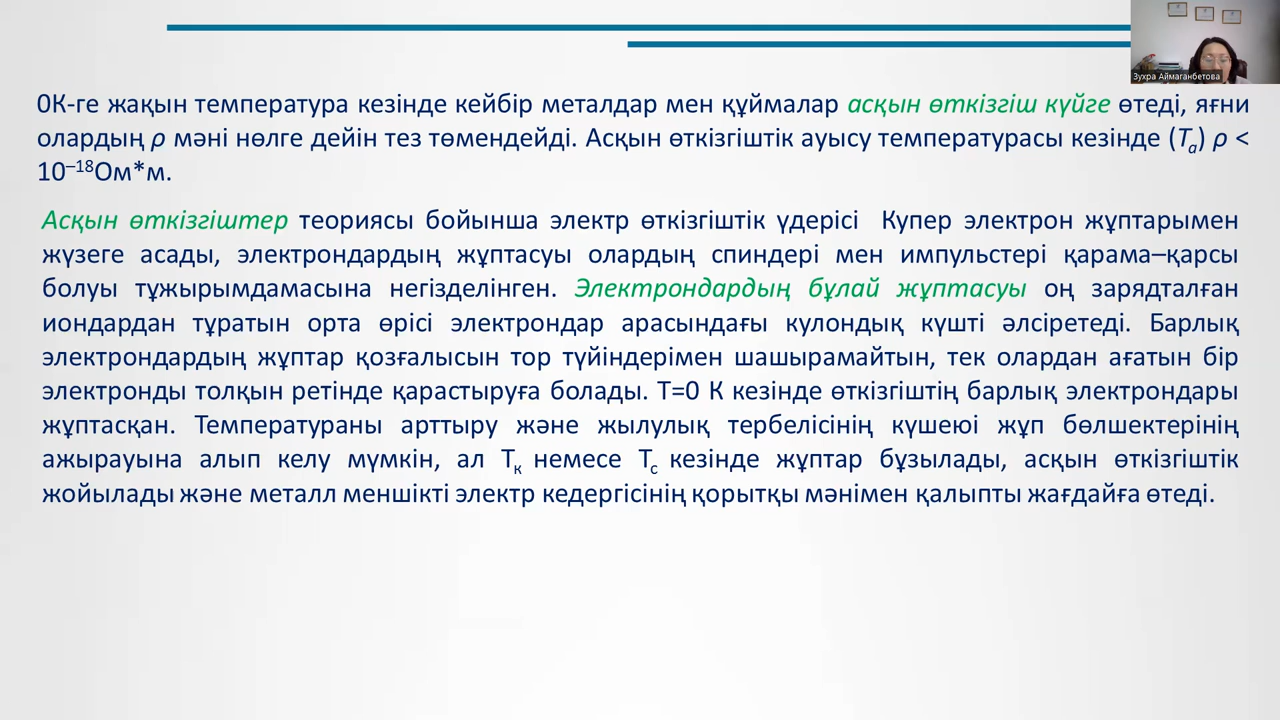 Зухра Аймаганбетова
0К-ге жақын температура кезінде кейбір металдар мен құймалар асқын өткізгіш күйге өтеді, яғни
олардың ρ мәні нөлге дейін тез төмендейді. Асқын өткізгіштік ауысу температурасы кезінде (Tₐ) ρ <
10⁻¹⁸Ом*м.
Асқын өткізгіштер теориясы бойынша электр өткізгіштік үдерісі Купер электрон жұптарымен
жүзеге асады, электрондардың жұптасуы олардың спиндері мен импульстері қарама–қарсы
болуы тұжырымдамасына негізделінген. Электрондардың бұлай жұптасуы оң зарядталған
иондардан тұратын орта өрісі электрондар арасындағы кулондық күшті әлсіретеді. Барлық
электрондардың жұптар қозғалысын тор түйіндерімен шашырамайтын, тек олардан ағатын бір
электронды толқын ретінде қарастыруға болады. Т=0 К кезінде өткізгіштің барлық электрондары
жұптасқан. Температураны арттыру және жылулық тербелісінің күшеюі жұп бөлшектерінің
ажырауына алып келу мүмкін, ал Тк немесе Тс кезінде жұптар бұзылады, асқын өткізгіштік
жойылады және металл меншікті электр кедергісінің қорытқы мәнімен қалыпты жағдайға өтеді.